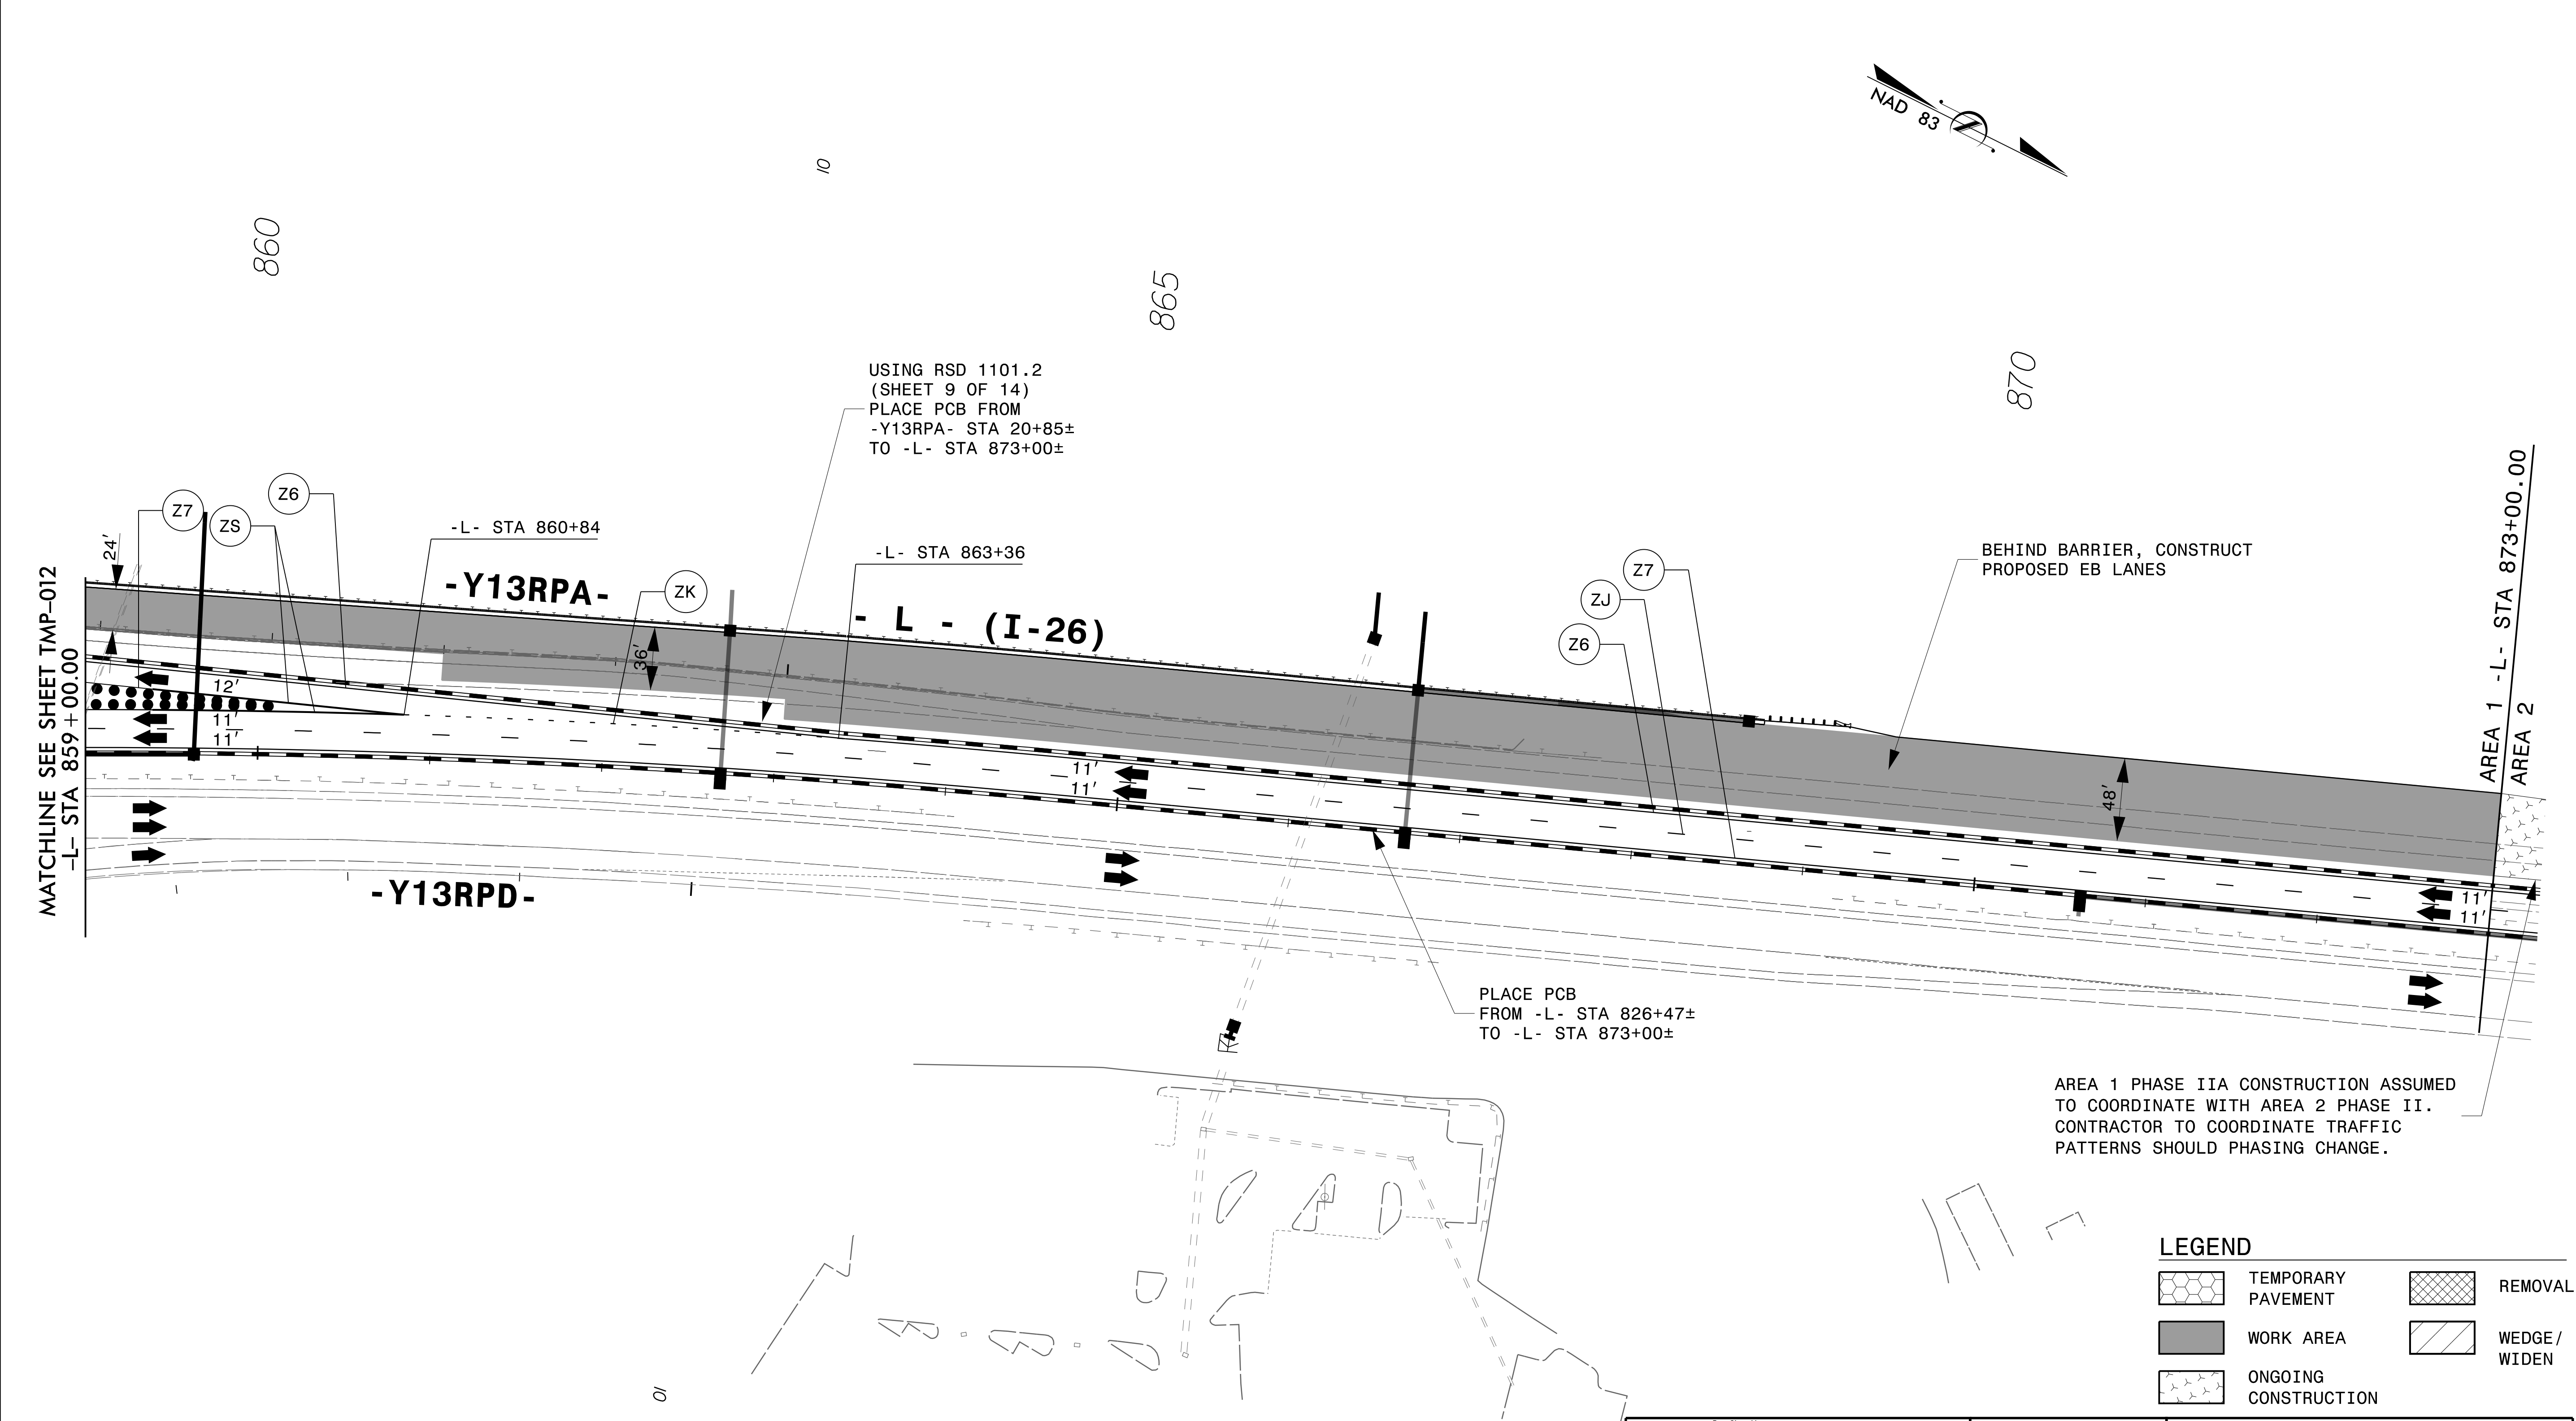 NAD 83
10
860
865
870
USING RSD 1101.2
(SHEET 9 OF 14)
PLACE PCB FROM
-Y13RPA- STA 20+85±
TO -L- STA 873+00±
Z7
ZS
Z6
-L- STA 860+84
-L- STA 863+36
24'
-Y13RPA-
ZK
- L - (I-26)
36'
Z7
ZJ
Z6
BEHIND BARRIER, CONSTRUCT
PROPOSED EB LANES
AREA 1 -L- STA 873+00.00
AREA 2
MATCHLINE SEE SHEET TMP-012
-L- STA 859+00.00
12'
11'
11'
11'
11'
48'
11'
11'
-Y13RPD-
PLACE PCB
FROM -L- STA 826+47±
TO -L- STA 873+00±
AREA 1 PHASE IIA CONSTRUCTION ASSUMED
TO COORDINATE WITH AREA 2 PHASE II.
CONTRACTOR TO COORDINATE TRAFFIC
PATTERNS SHOULD PHASING CHANGE.
LEGEND
TEMPORARY
PAVEMENT
REMOVAL
WORK AREA
WEDGE/
WIDEN
ONGOING
CONSTRUCTION
10